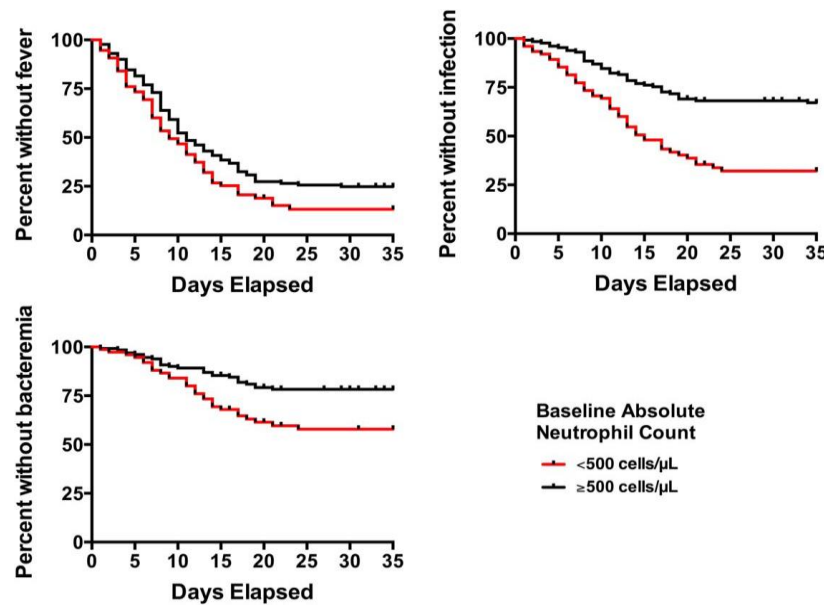 Percent without fever
100
75
50
25
0
0 5 10 15 20 25 30 35
Days Elapsed
Percent without infection
100
75
50
25
0
0 5 10 15 20 25 30 35
Days Elapsed
Percent without bacteremia
100
75
50
25
0
0 5 10 15 20 25 30 35
Days Elapsed
Baseline Absolute
Neutrophil Count
<500 cells/µL
≥500 cells/µL